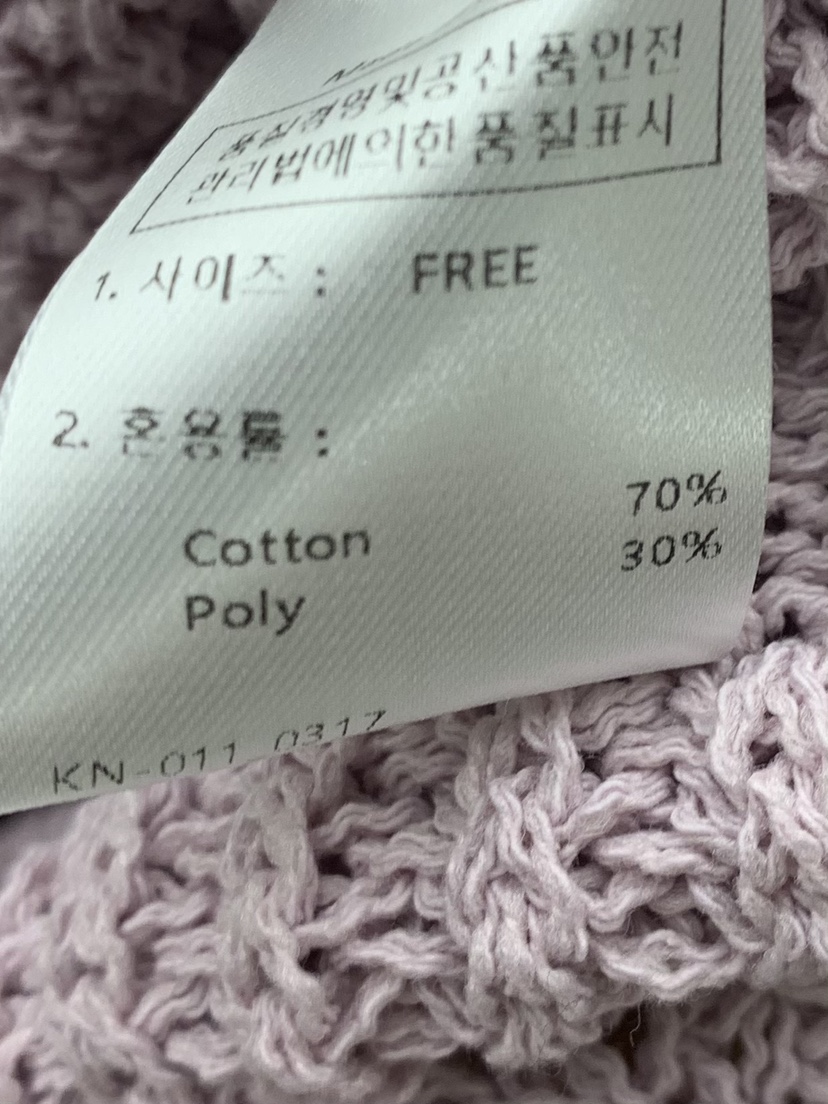 품질경영및공산품안전
관리법에의한 품질표시
1. 사이즈 : FREE
2. 혼용률 :
70%
Cotton 30%
Poly
KN-011 0317